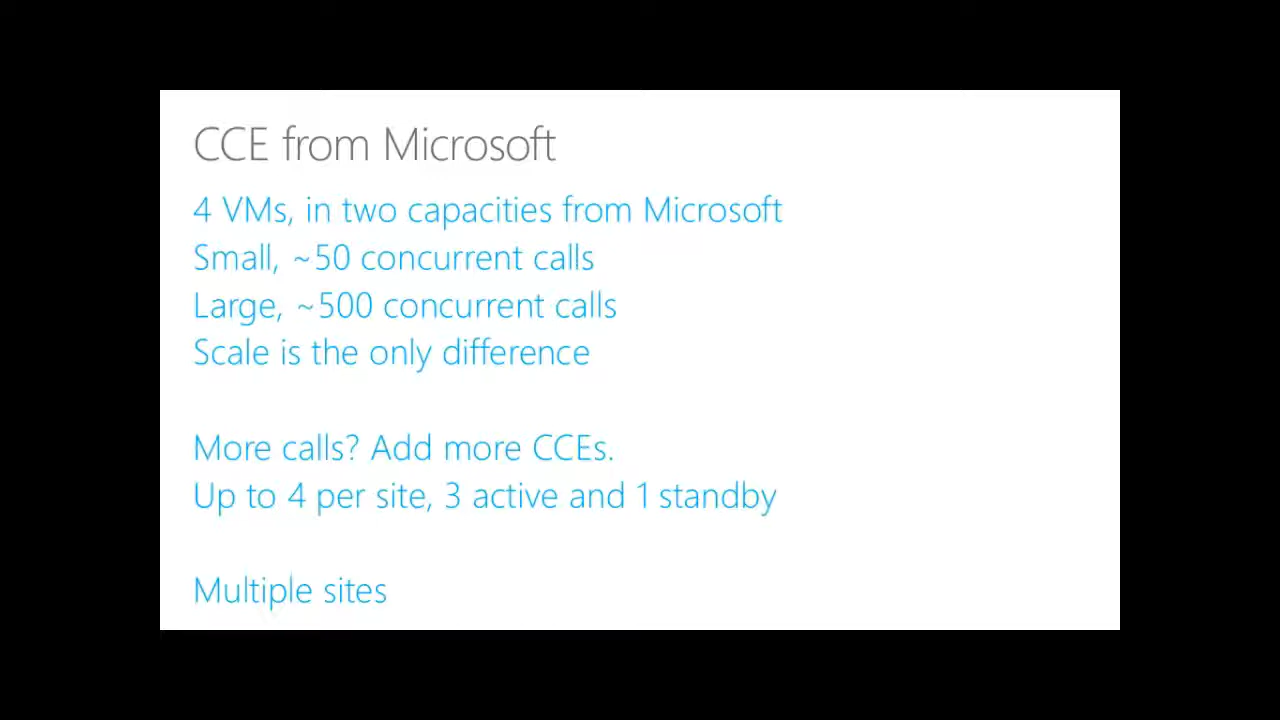 CCE from Microsoft
4 VMs, in two capacities from Microsoft
Small, ~50 concurrent calls
Large, ~500 concurrent calls
Scale is the only difference
More calls? Add more CCEs.
Up to 4 per site, 3 active and 1 standby
Multiple sites